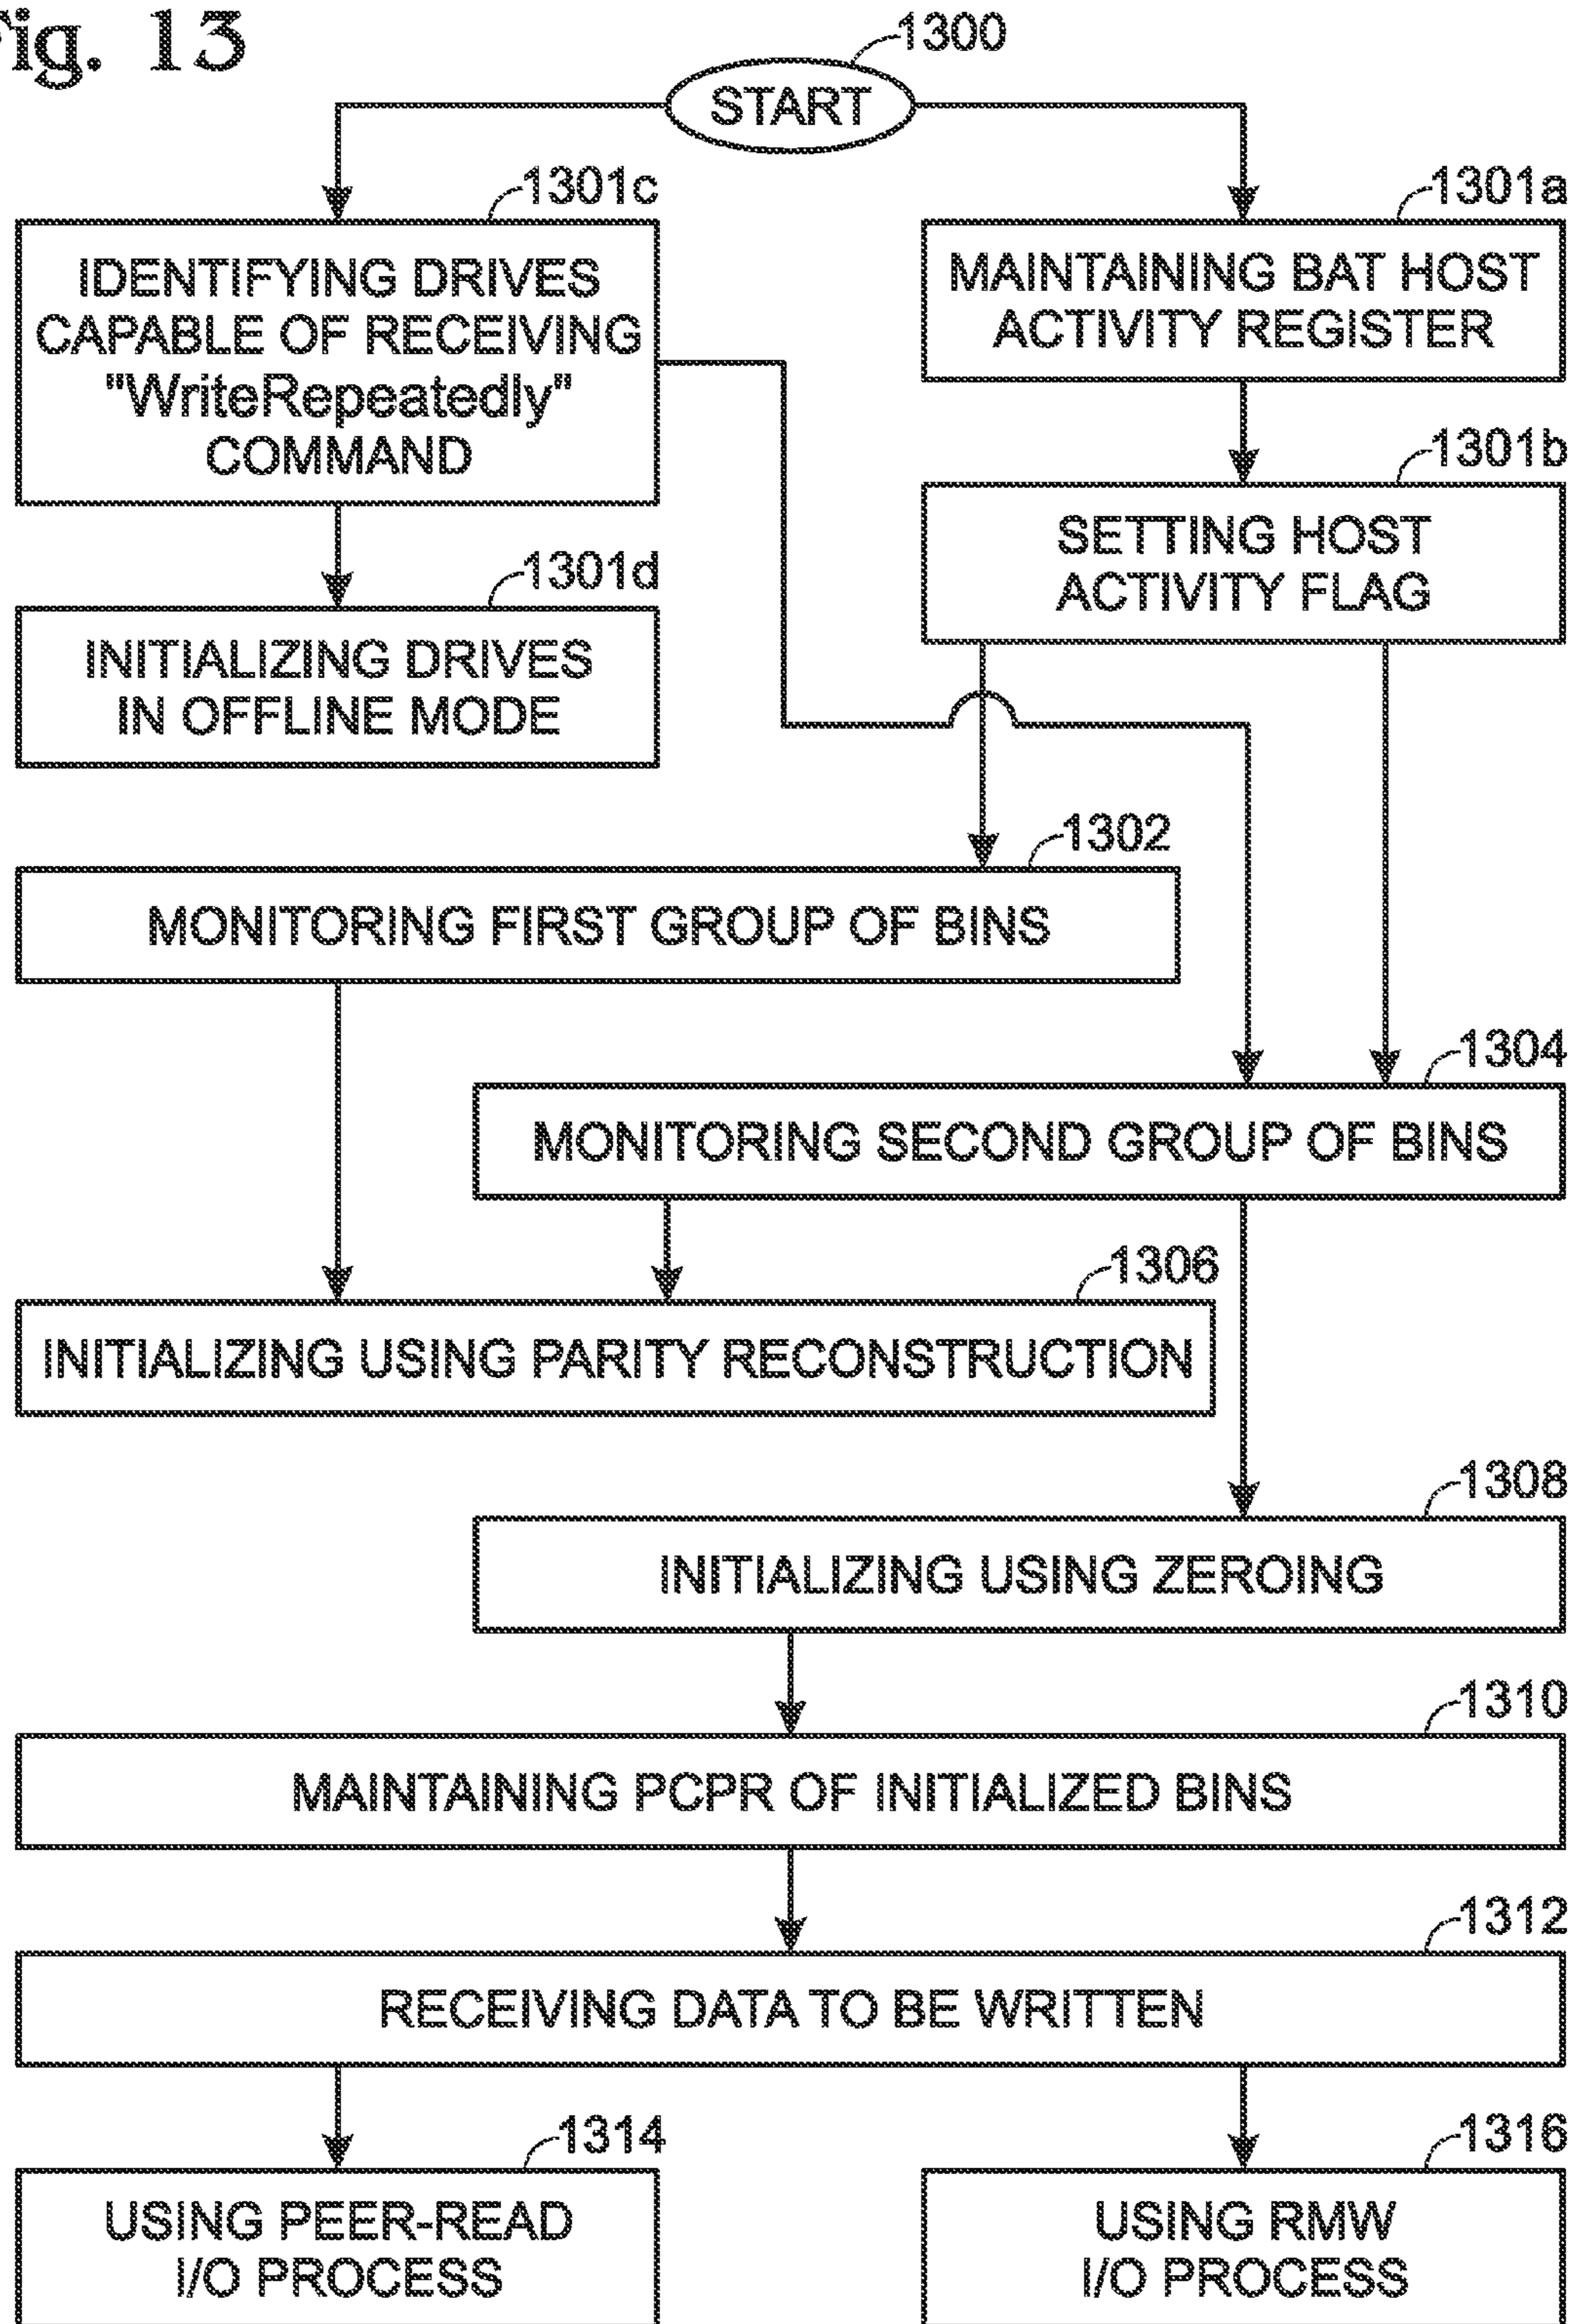 Fig. 13
1300
START
1301c
1301a
IDENTIFYING DRIVES
CAPABLE OF RECEIVING
"WriteRepeatedly"
COMMAND
MAINTAINING BAT HOST
ACTIVITY REGISTER
1301b
SETTING HOST
ACTIVITY FLAG
1301d
INITIALIZING DRIVES
IN OFFLINE MODE
1302
MONITORING FIRST GROUP OF BINS
1304
MONITORING SECOND GROUP OF BINS
1306
INITIALIZING USING PARITY RECONSTRUCTION
1308
INITIALIZING USING ZEROING
1310
MAINTAINING PCPR OF INITIALIZED BINS
1312
RECEIVING DATA TO BE WRITTEN
1314
USING PEER-READ
I/O PROCESS
1316
USING RMW
I/O PROCESS